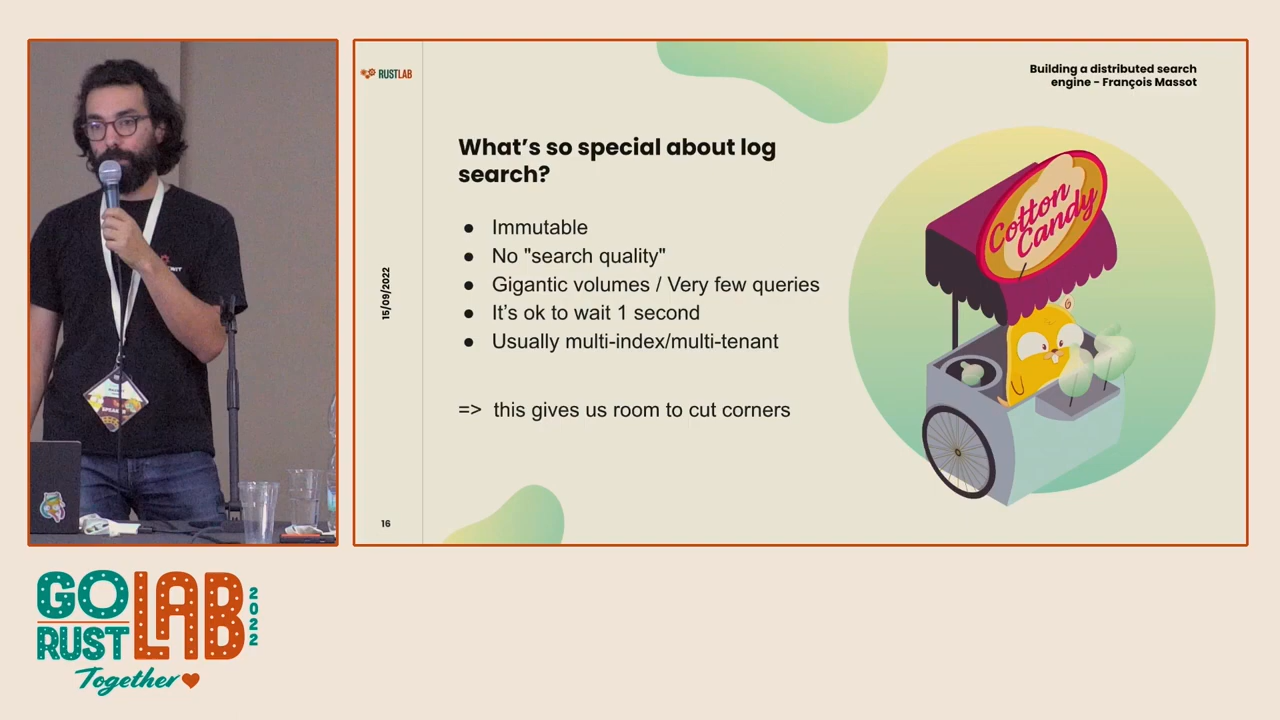 RUSTLAB
Building a distributed search
engine - François Massot
What's so special about log
search?
● Immutable
● No "search quality"
● Gigantic volumes / Very few queries
● It's ok to wait 1 second
● Usually multi-index/multi-tenant
=> this gives us room to cut corners
Cotton
Candy
15/09/2022
16
SPEAKER
GO LAB 2022
RUST
Together